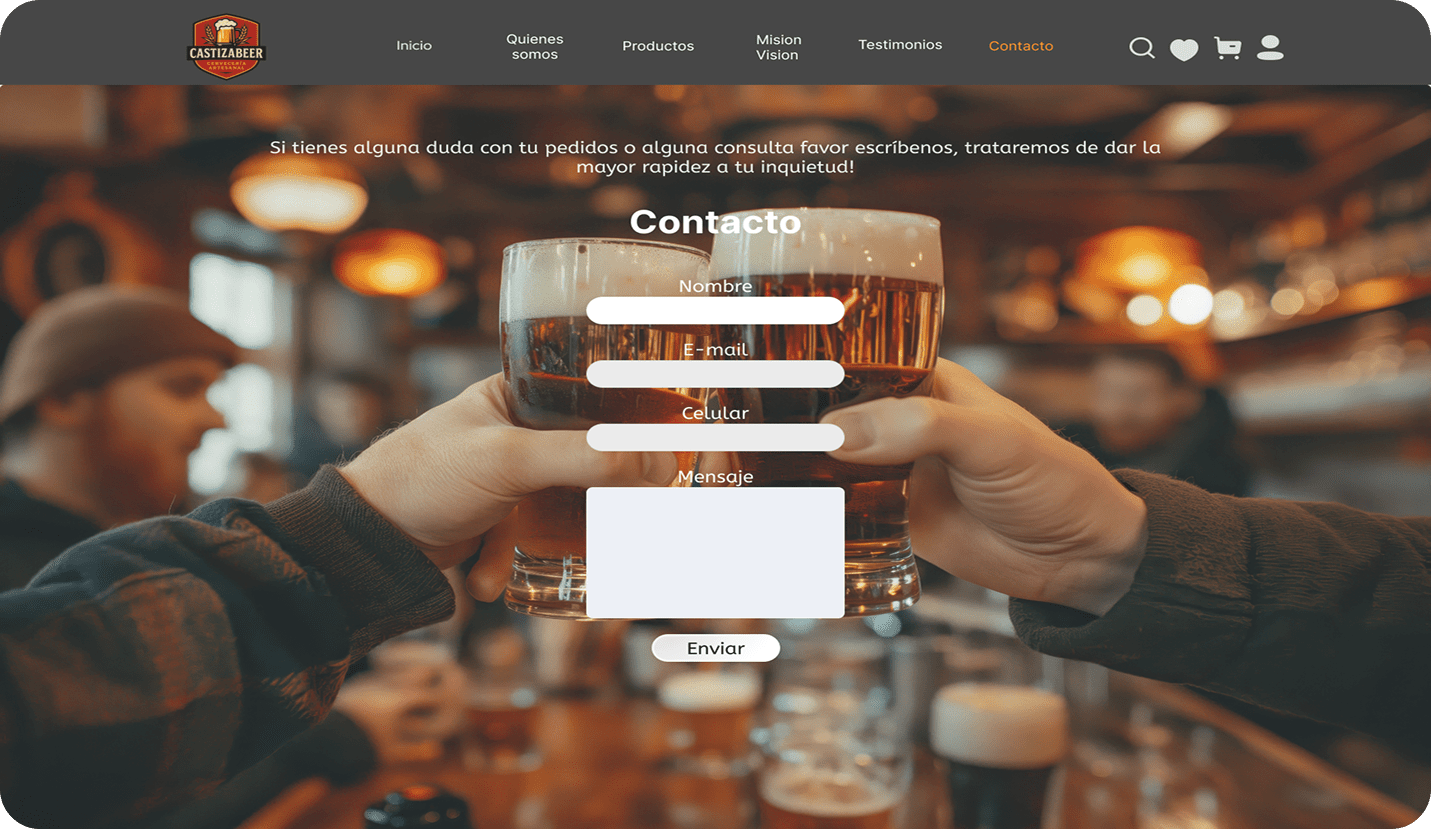 CASTIZABEER
CERVECERÍA
ARTESANAL
Inicio
Quienes
somos
Productos
Mision
Vision
Testimonios
Contacto
Si tienes alguna duda con tu pedidos o alguna consulta favor escríbenos, trataremos de dar la
mayor rapidez a tu inquietud!
Contacto
Nombre
E-mail
Celular
Mensaje
Enviar